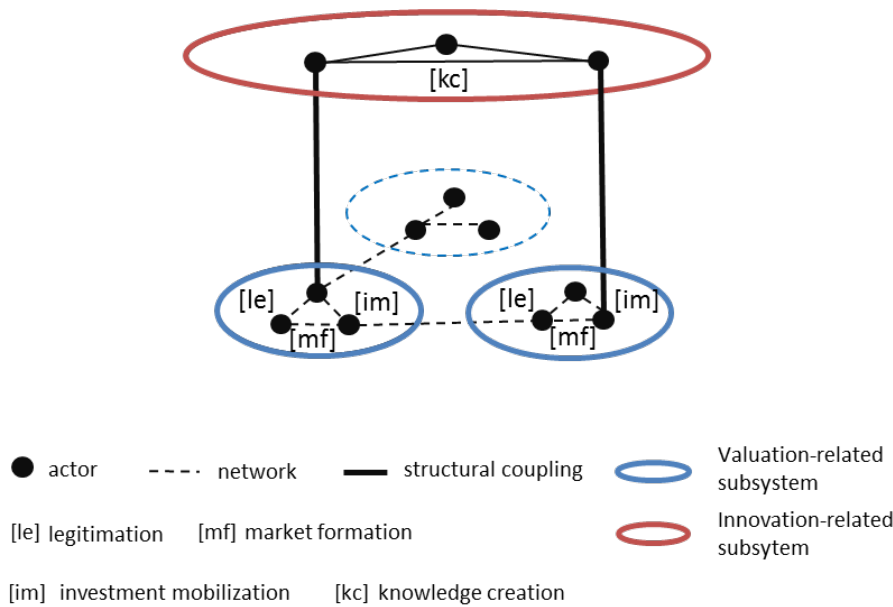 [kc]
[le] [im] [le] [im]
[mf] [mf]
actor network structural coupling Valuation-related
subsystem
[le] legitimation [mf] market formation Innovation-related
subsytem
[im] investment mobilization [kc] knowledge creation